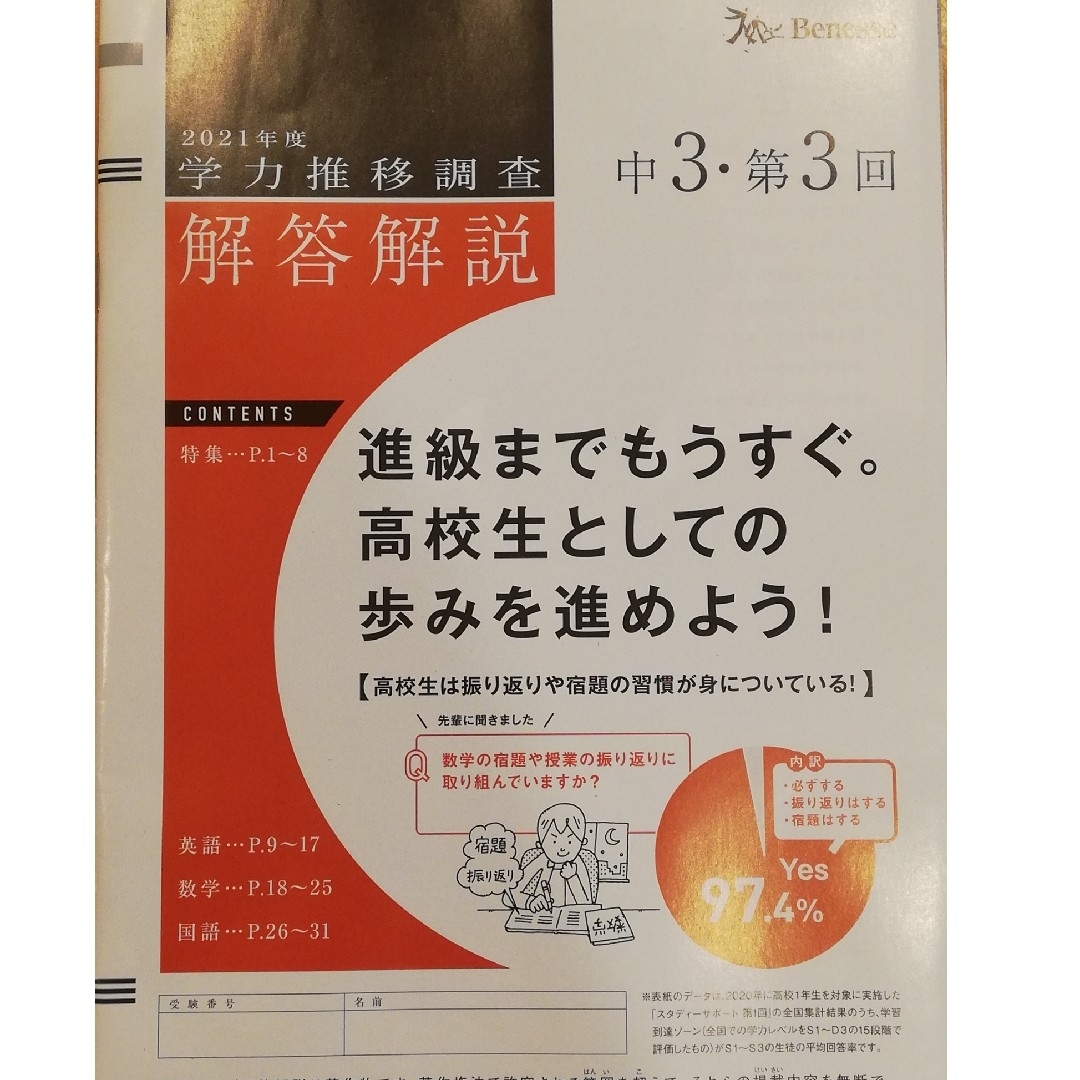 Benesse
2021年度
学力推移調査
中3・第3回
解答解説
CONTENTS
特集…P.1〜8
進級までもうすぐ。
高校生としての
歩みを進めよう!
【高校生は振り返りや宿題の習慣が身についている!】
\ 先輩に聞きました /
Q 数学の宿題や授業の振り返りに
取り組んでいますか?
内訳
・必ずする
・振り返りはする
・宿題はする
宿題
振り返り
数学
Yes
97.4%
英語…P.9〜17
数学…P.18〜25
国語…P.26〜31
受験番号
名前
※表紙のデータは、2020年に高校1年生を対象に実施した
「スタディーサポート 第1回」の全国集計結果のうち、学習
到達ゾーン(全国での学力レベルをS1〜D3の15段階で
評価したもの)がS1〜S3の生徒の平均回答率です。